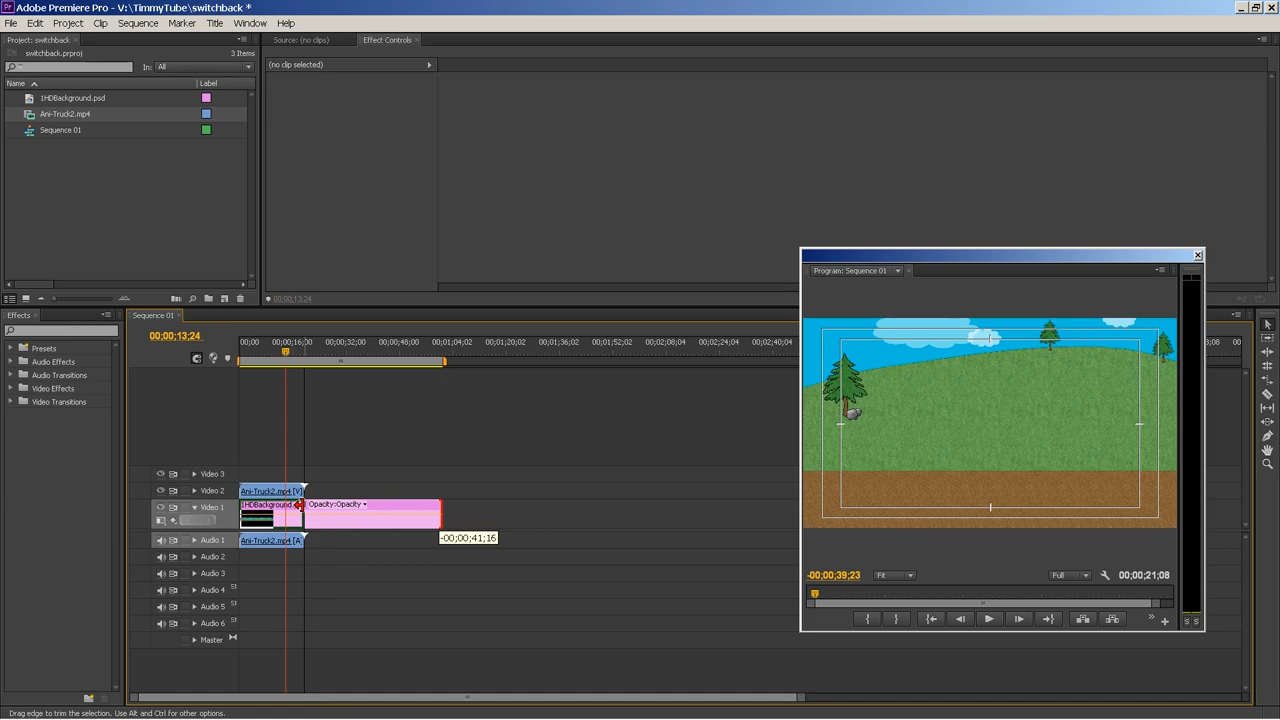 Adobe Premiere Pro - V:\TimmyTube\switchback *
File Edit Project Clip Sequence Marker Title Window Help
Project: switchback
switchback.prproj
3 Items
In: All
Name Label
1HDBackground.psd
Ani-Truck2.mp4
Sequence 01
Source: (no clips)
Effect Controls
(no clip selected)
00;00;13;24
Effects
Presets
Audio Effects
Audio Transitions
Video Effects
Video Transitions
Sequence 01
00;00;13;24
00;00 00;00;16;00 00;00;32;00 00;00;48;00 00;01;04;02 00;01;20;02 00;01;36;02 00;01;52;02 00;02;08;04 00;02;24;04 00;02;40;04
Video 3
Ani-Truck2.mp4 [V]
Video 2
1HDBackground. Opacity:Opacity
Video 1
-00;00;41;16
Audio 1
Ani-Truck2.mp4 [A
Audio 2
Audio 3
Audio 4
Audio 5
Audio 6
Master
Program: Sequence 01
-00;00;39;23 Fit Full 00;00;21;08
S S
Drag edge to trim the selection. Use Alt and Ctrl for other options.